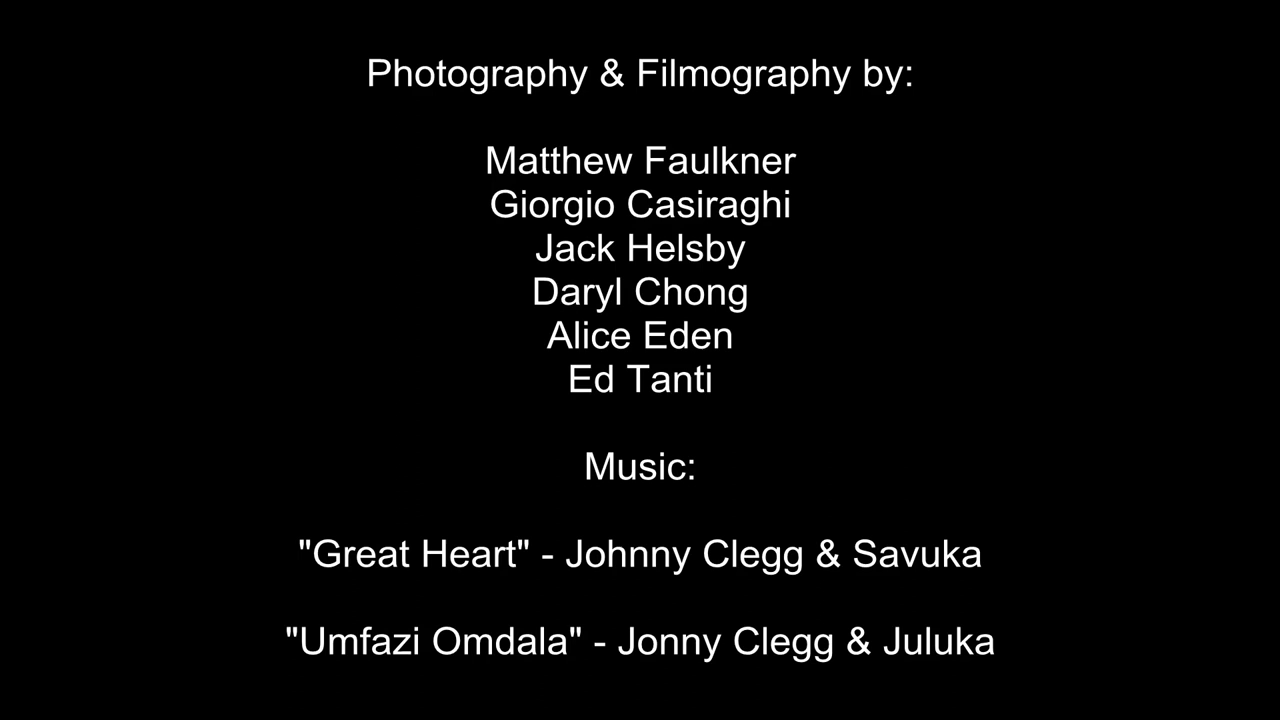 Photography & Filmography by:
Matthew Faulkner
Giorgio Casiraghi
Jack Helsby
Daryl Chong
Alice Eden
Ed Tanti
Music:
"Great Heart" - Johnny Clegg & Savuka
"Umfazi Omdala" - Jonny Clegg & Juluka